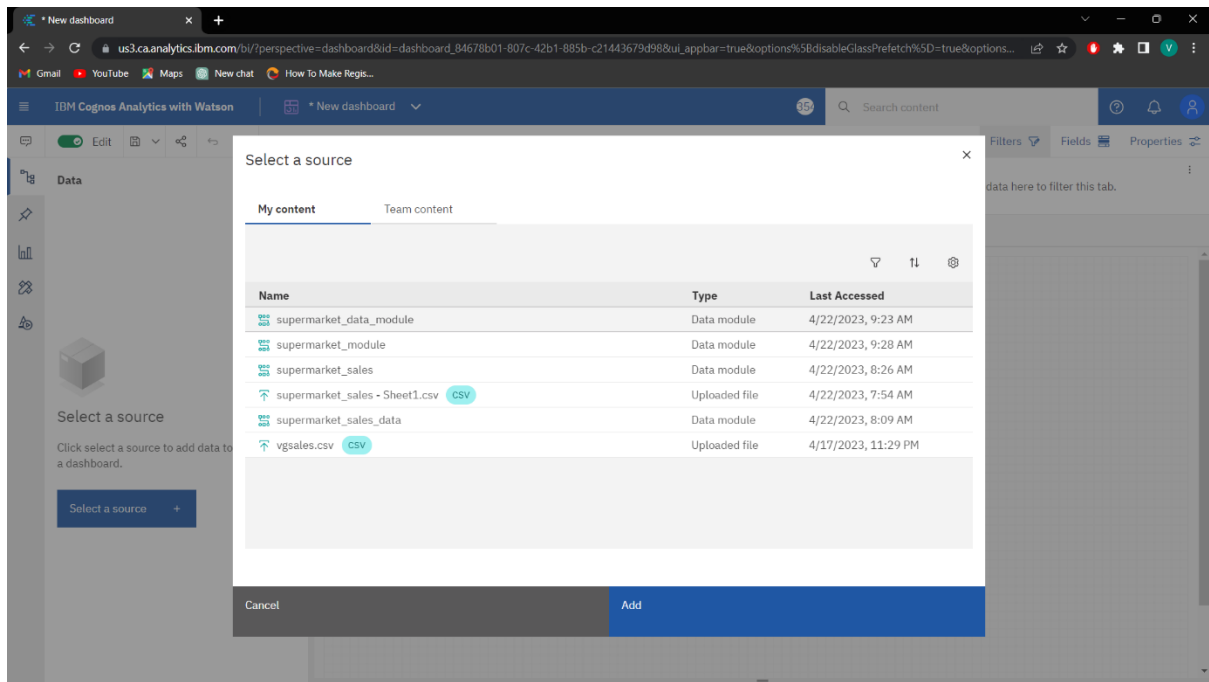 * New dashboard
us3.ca.analytics.ibm.com/bi/?perspective=dashboard&id=dashboard_84678b01-807c-42b1-885b-c21443679d98&ui_appbar=true&options%5BdisableGlassPrefetch%5D=true&options...
Gmail YouTube Maps New chat How To Make Regis...
IBM Cognos Analytics with Watson * New dashboard Search content
Edit Filters Fields Properties
Data
data here to filter this tab.
Select a source
Click select a source to add data to
a dashboard.
Select a source +
Select a source
My content Team content
Name Type Last Accessed
supermarket_data_module Data module 4/22/2023, 9:23 AM
supermarket_module Data module 4/22/2023, 9:28 AM
supermarket_sales Data module 4/22/2023, 8:26 AM
supermarket_sales - Sheet1.csv CSV Uploaded file 4/22/2023, 7:54 AM
supermarket_sales_data Data module 4/22/2023, 8:09 AM
vgsales.csv CSV Uploaded file 4/17/2023, 11:29 PM
Cancel Add